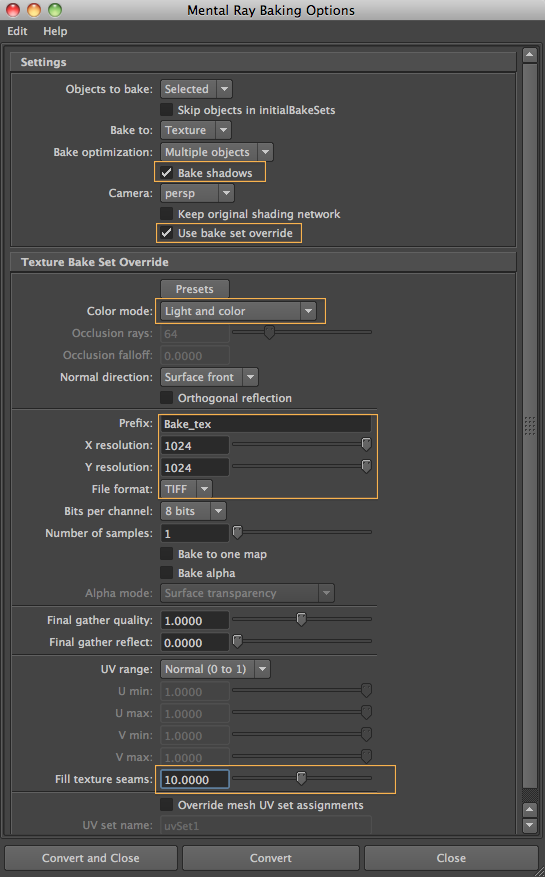 Mental Ray Baking Options
Edit Help
Settings
Objects to bake: Selected
Skip objects in initialBakeSets
Bake to: Texture
Bake optimization: Multiple objects
Bake shadows
Camera: persp
Keep original shading network
Use bake set override
Texture Bake Set Override
Presets
Color mode: Light and color
Occlusion rays: 64
Occlusion falloff: 0.0000
Normal direction: Surface front
Orthogonal reflection
Prefix: Bake_tex
X resolution: 1024
Y resolution: 1024
File format: TIFF
Bits per channel: 8 bits
Number of samples: 1
Bake to one map
Bake alpha
Alpha mode: Surface transparency
Final gather quality: 1.0000
Final gather reflect: 0.0000
UV range: Normal (0 to 1)
U min: 1.0000
U max: 1.0000
V min: 1.0000
V max: 1.0000
Fill texture seams: 10.0000
Override mesh UV set assignments
UV set name: uvSet1
Convert and Close Convert Close